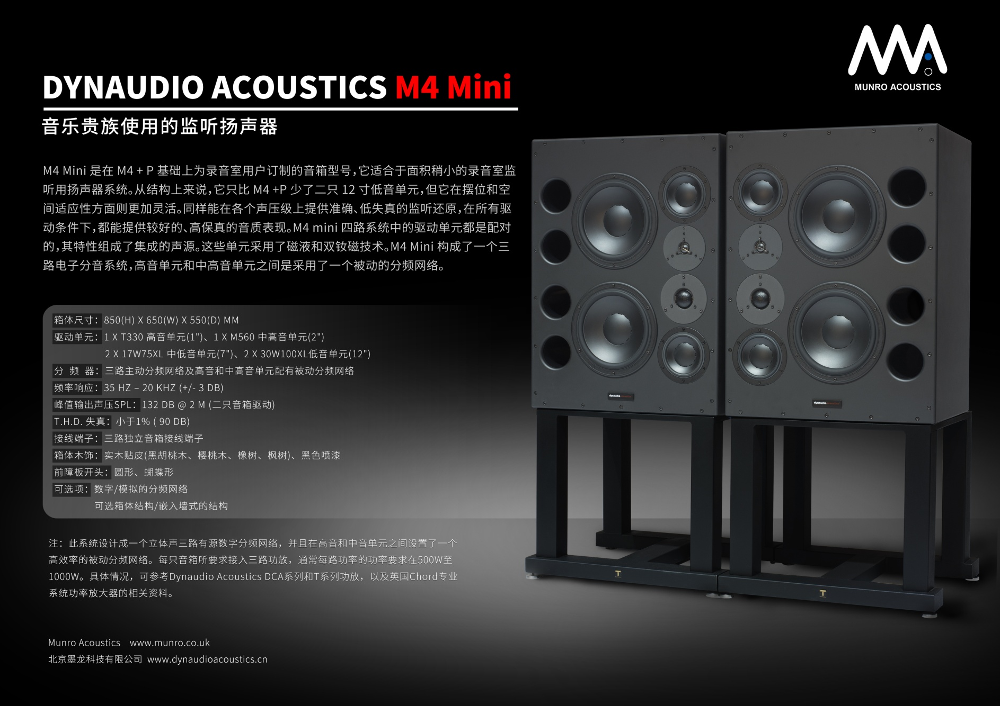 MUNRO ACOUSTICS
DYNAUDIO ACOUSTICS M4 Mini
音乐贵族使用的监听扬声器
M4 Mini 是在 M4 + P 基础上为录音室用户订制的音箱型号，它适合于面积稍小的录音室监
听用扬声器系统。从结构上来说，它只比 M4 +P 少了二只 12 寸低音单元，但它在摆位和空
间适应性方面则更加灵活。同样能在各个声压级上提供准确、低失真的监听还原，在所有驱
动条件下，都能提供较好的、高保真的音质表现。M4 mini 四路系统中的驱动单元都是配对
的，其特性组成了集成的声源。这些单元采用了磁液和双钕磁技术。M4 Mini 构成了一个三
路电子分音系统，高音单元和中高音单元之间是采用了一个被动的分频网络。
箱体尺寸：850(H) X 650(W) X 550(D) MM
驱动单元：1 X T330 高音单元(1")、1 X M560 中高音单元(2")
2 X 17W75XL 中低音单元(7")、2 X 30W100XL低音单元(12")
分 频 器：三路主动分频网络及高音和中高音单元配有被动分频网络
频率响应：35 HZ – 20 KHZ (+/- 3 DB)
峰值输出声压SPL：132 DB @ 2 M (二只音箱驱动)
T.H.D. 失真：小于1% ( 90 DB)
接线端子：三路独立音箱接线端子
箱体木饰：实木贴皮(黑胡桃木、樱桃木、橡树、枫树)、黑色喷漆
前障板开头：圆形、蝴蝶形
可选项：数字/模拟的分频网络
可选箱体结构/嵌入墙式的结构
注：此系统设计成一个立体声三路有源数字分频网络，并且在高音和中音单元之间设置了一个
高效率的被动分频网络。每只音箱所要求接入三路功放，通常每路功率的功率要求在500W至
1000W。具体情况，可参考Dynaudio Acoustics DCA系列和T系列功放，以及英国Chord专业
系统功率放大器的相关资料。
Munro Acoustics www.munro.co.uk
北京墨龙科技有限公司 www.dynaudioacoustics.cn
dynaudioacoustics
dynaudioacoustics
T
T